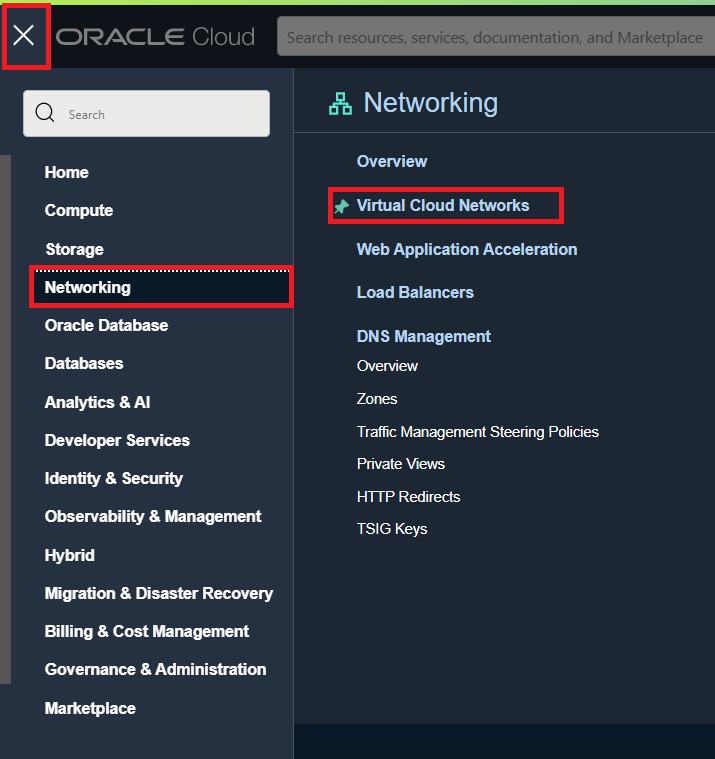 ORACLE Cloud
Search resources, services, documentation, and Marketplace
Search
Home
Compute
Storage
Networking
Oracle Database
Databases
Analytics & AI
Developer Services
Identity & Security
Observability & Management
Hybrid
Migration & Disaster Recovery
Billing & Cost Management
Governance & Administration
Marketplace
Networking
Overview
Virtual Cloud Networks
Web Application Acceleration
Load Balancers
DNS Management
Overview
Zones
Traffic Management Steering Policies
Private Views
HTTP Redirects
TSIG Keys